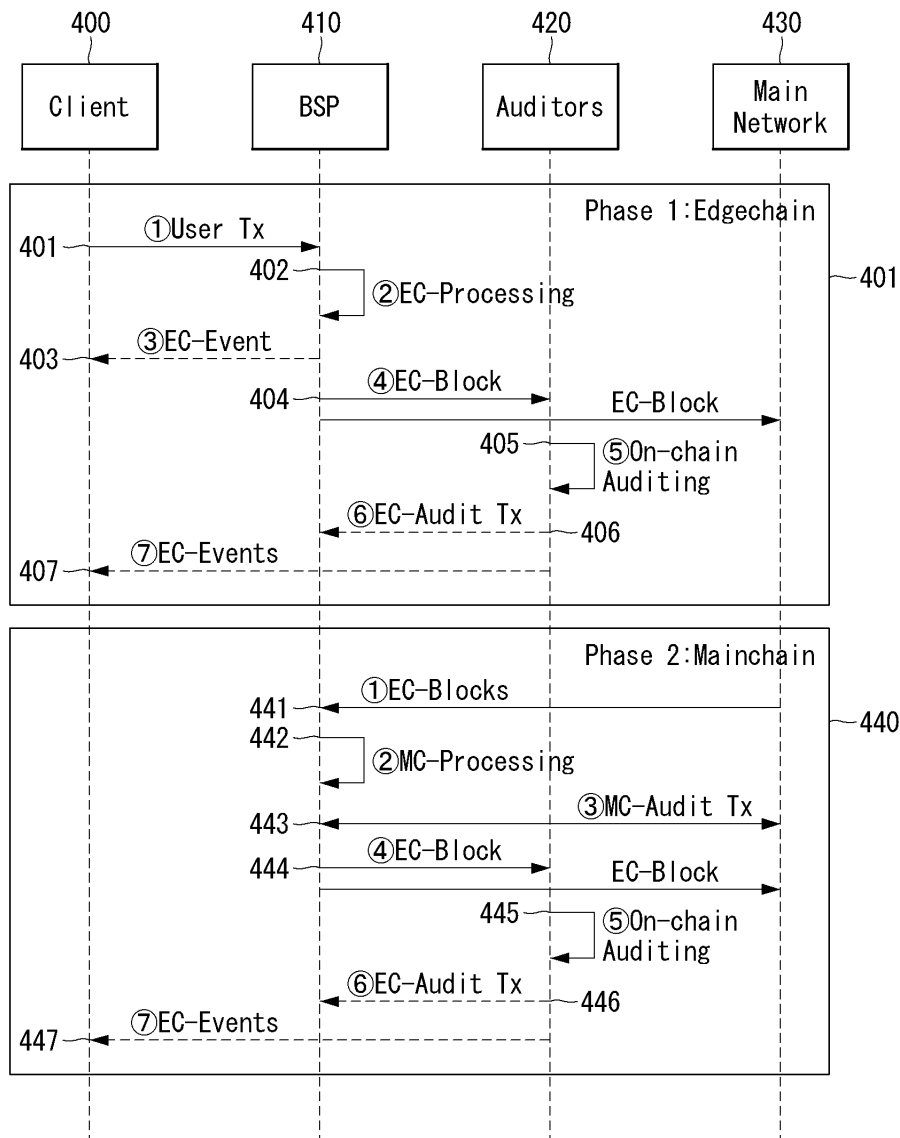 400
410
420
430
Client
BSP
Auditors
Main
Network
Phase 1:Edgechain
①User Tx
401
402
401
②EC-Processing
③EC-Event
403
④EC-Block
404
EC-Block
405
⑤On-chain
Auditing
⑥EC-Audit Tx
406
⑦EC-Events
407
Phase 2:Mainchain
①EC-Blocks
441
440
442
②MC-Processing
③MC-Audit Tx
443
④EC-Block
444
EC-Block
445
⑤On-chain
Auditing
⑥EC-Audit Tx
446
⑦EC-Events
447